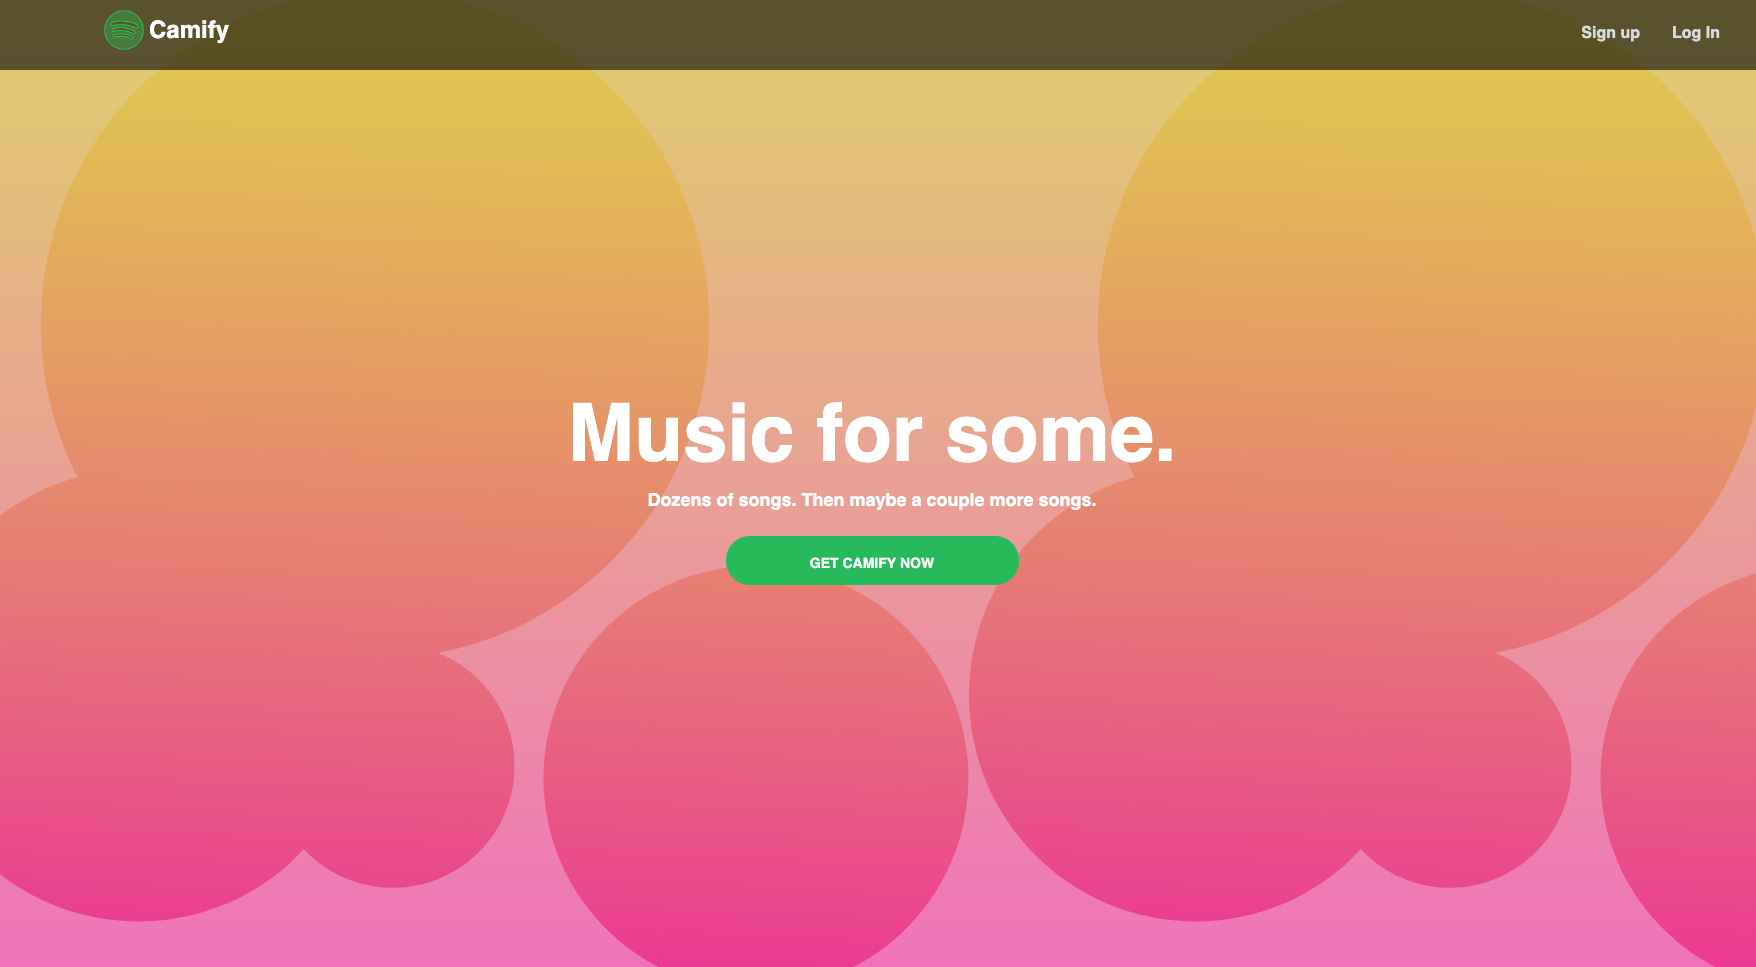 Camify
Sign up
Log In
Music for some.
Dozens of songs. Then maybe a couple more songs.
GET CAMIFY NOW